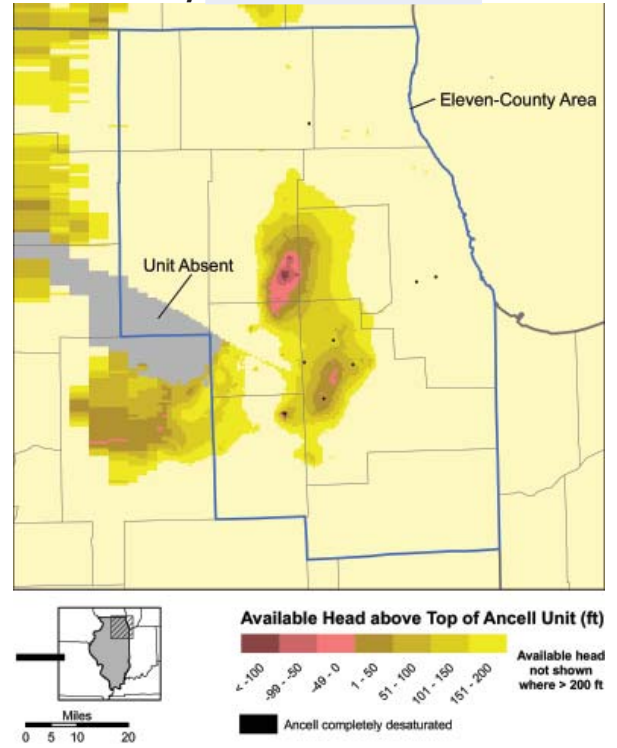 Eleven-County Area
Unit Absent
Available Head above Top of Ancell Unit (ft)
< -100
-99 - -50
-49 - 0
1 - 50
51 - 100
101 - 150
151 - 200
Available head
not shown
where > 200 ft
Miles
0 5 10 20
Ancell completely desaturated